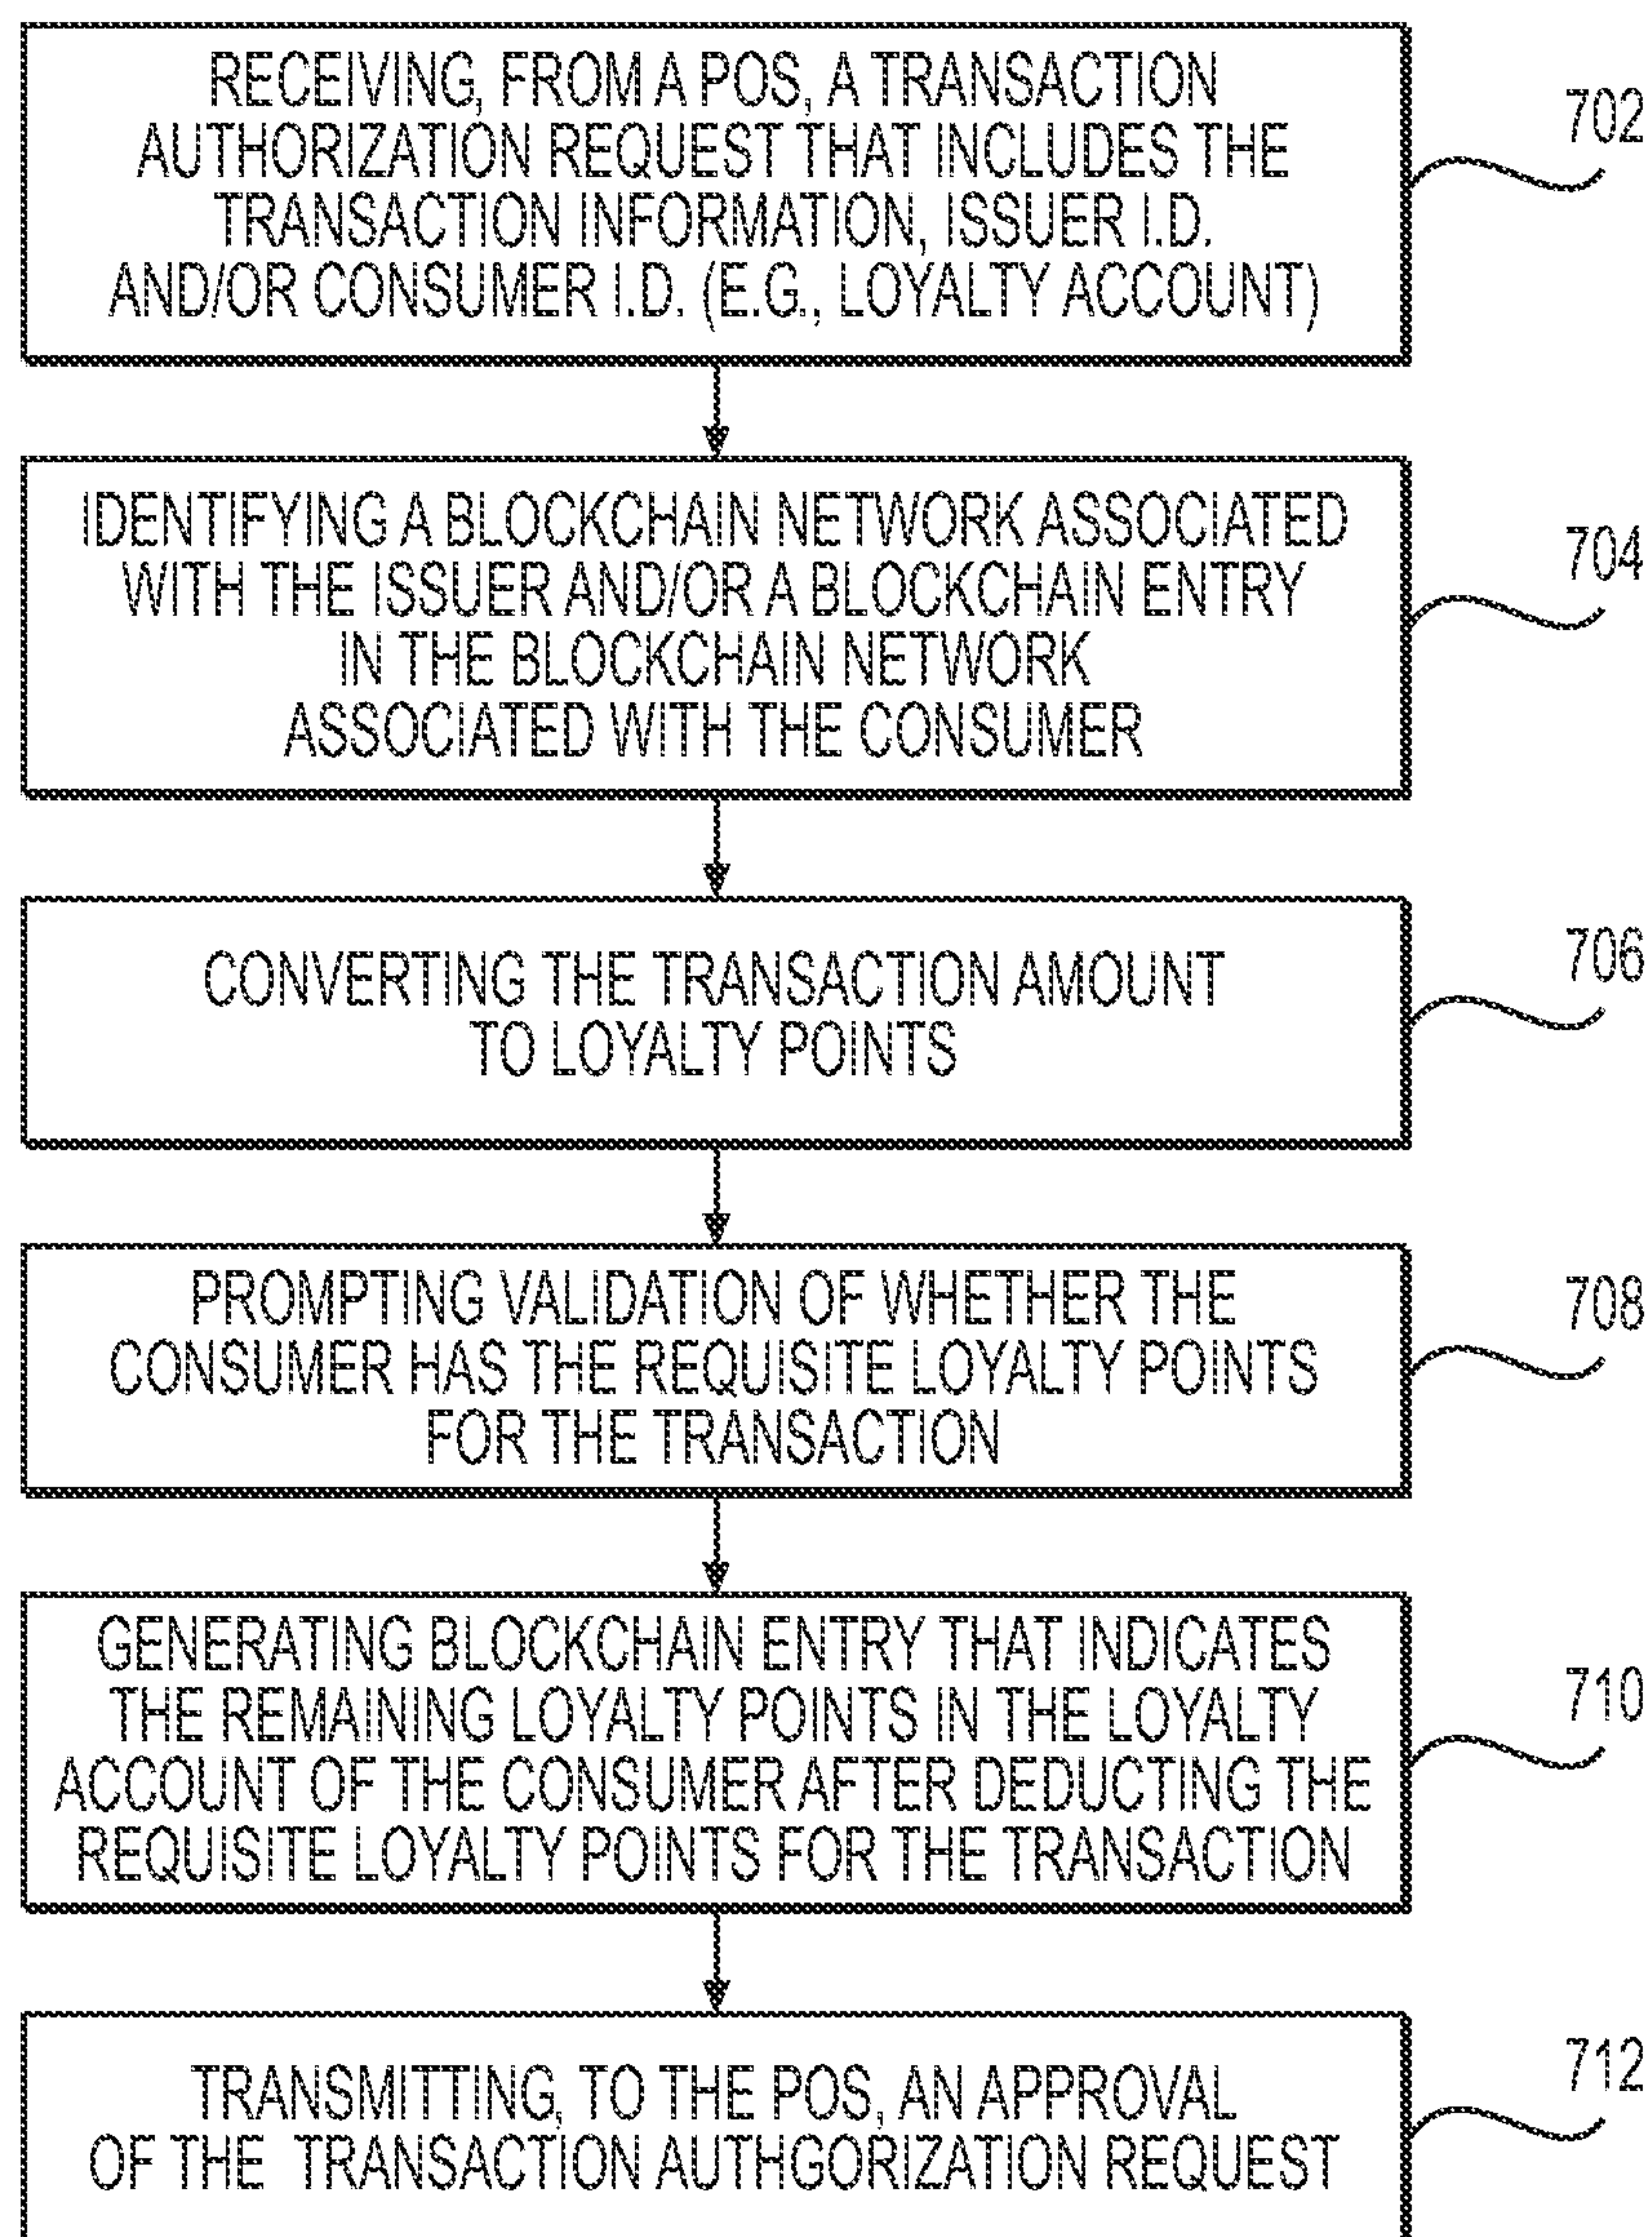 RECEIVING, FROM A POS, A TRANSACTION
AUTHORIZATION REQUEST THAT INCLUDES THE
TRANSACTION INFORMATION, ISSUER I.D.
AND/OR CONSUMER I.D. (E.G., LOYALTY ACCOUNT)
702
IDENTIFYING A BLOCKCHAIN NETWORK ASSOCIATED
WITH THE ISSUER AND/OR A BLOCKCHAIN ENTRY
IN THE BLOCKCHAIN NETWORK
ASSOCIATED WITH THE CONSUMER
704
CONVERTING THE TRANSACTION AMOUNT
TO LOYALTY POINTS
706
PROMPTING VALIDATION OF WHETHER THE
CONSUMER HAS THE REQUISITE LOYALTY POINTS
FOR THE TRANSACTION
708
GENERATING BLOCKCHAIN ENTRY THAT INDICATES
THE REMAINING LOYALTY POINTS IN THE LOYALTY
ACCOUNT OF THE CONSUMER AFTER DEDUCTING THE
REQUISITE LOYALTY POINTS FOR THE TRANSACTION
710
TRANSMITTING, TO THE POS, AN APPROVAL
OF THE TRANSACTION AUTHGORIZATION REQUEST
712